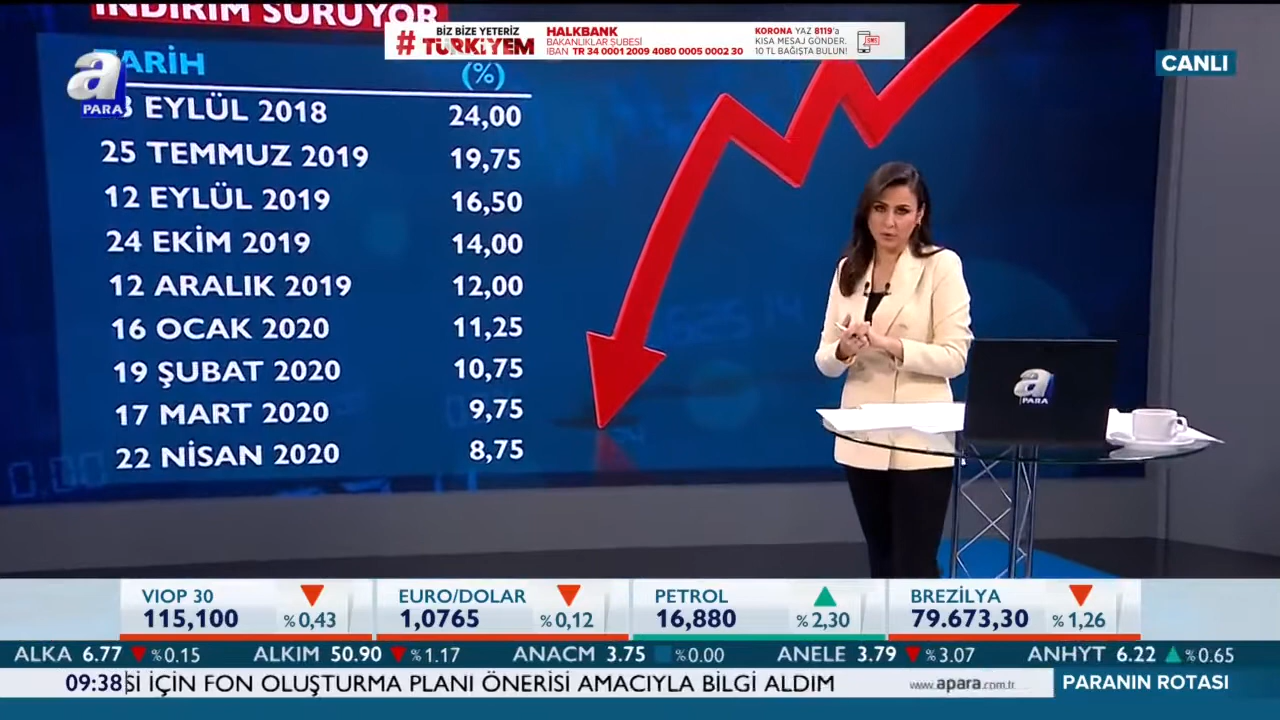 İNDİRİM SÜRÜYOR
BİZ BİZE YETERİZ
# TÜRKİYEM
HALKBANK
BAKANLIKLAR ŞUBESİ
IBAN TR 34 0001 2009 4080 0005 0002 30
KORONA YAZ 8119'a
KISA MESAJ GÖNDER.
10 TL BAĞIŞTA BULUN!
SMS
a
PARA
CANLI
TARİH (%)
3 EYLÜL 2018 24,00
25 TEMMUZ 2019 19,75
12 EYLÜL 2019 16,50
24 EKİM 2019 14,00
12 ARALIK 2019 12,00
16 OCAK 2020 11,25
19 ŞUBAT 2020 10,75
17 MART 2020 9,75
22 NİSAN 2020 8,75
a
PARA
VIOP 30
115,100 %0,43
EURO/DOLAR
1,0765 %0,12
PETROL
16,880 %2,30
BREZİLYA
79.673,30 %1,26
ALKA 6.77 %0.15 ALKIM 50.90 %1.17 ANACM 3.75 %0.00 ANELE 3.79 %3.07 ANHYT 6.22 %0.65
09:38 Sİ İÇİN FON OLUŞTURMA PLANI ÖNERİSİ AMACIYLA BİLGİ ALDIM www.apara.com.tr PARANIN ROTASI